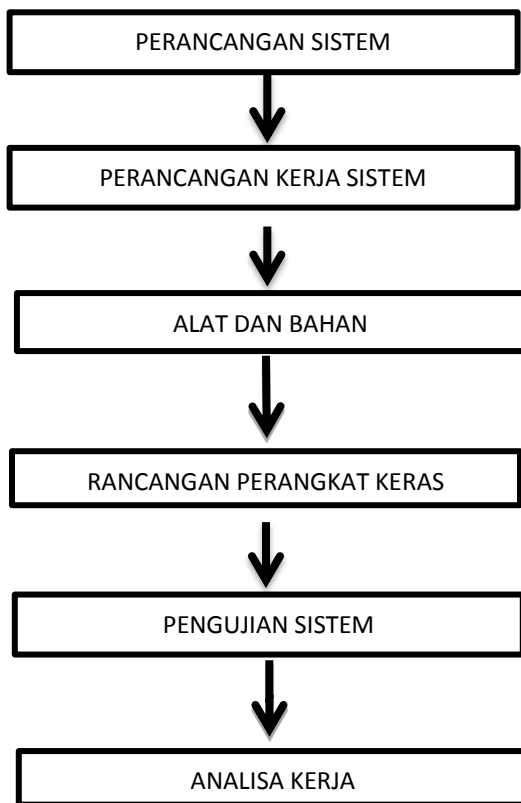 PERANCANGAN SISTEM
PERANCANGAN KERJA SISTEM
ALAT DAN BAHAN
RANCANGAN PERANGKAT KERAS
PENGUJIAN SISTEM
ANALISA KERJA